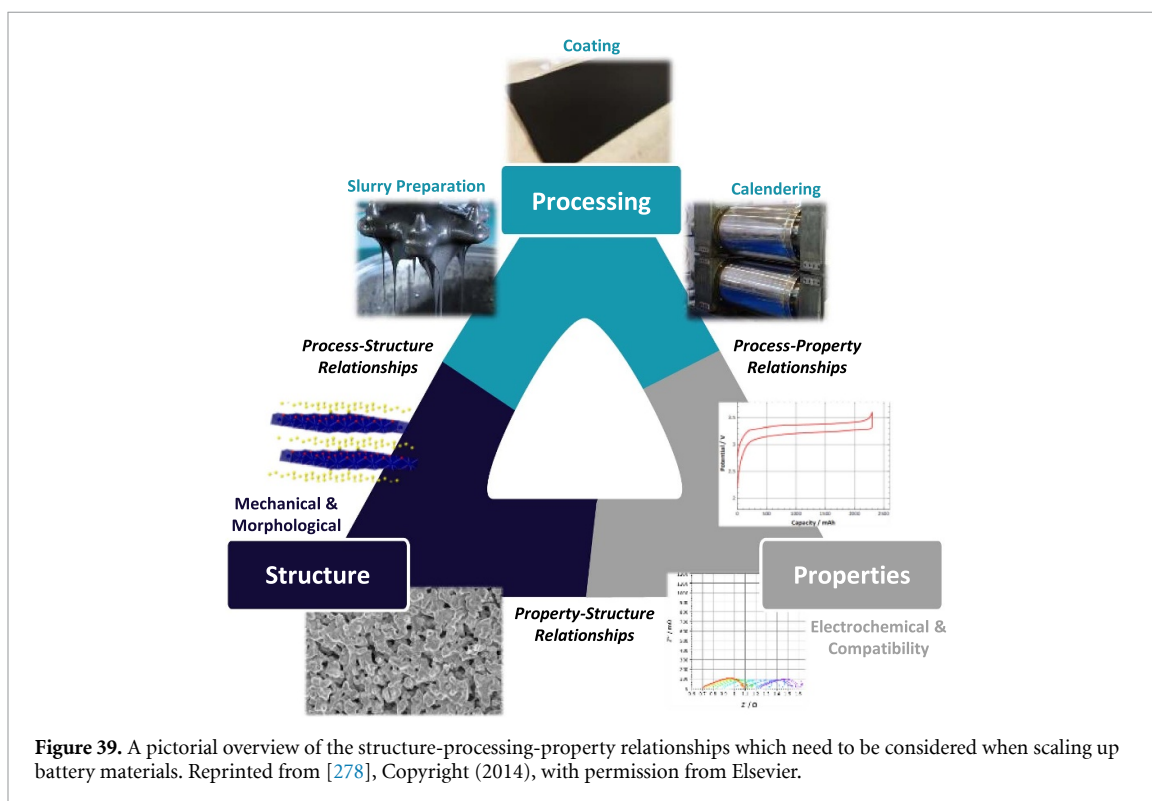 Coating
Slurry Preparation
Processing
Calendering
Process-Structure
Relationships
Process-Property
Relationships
Potential / V
Capacity / mAh
Mechanical &
Morphological
Structure
Properties
Property-Structure
Relationships
Electrochemical &
Compatibility
Z' / Ω
Figure 39. A pictorial overview of the structure-processing-property relationships which need to be considered when scaling up
battery materials. Reprinted from [278], Copyright (2014), with permission from Elsevier.